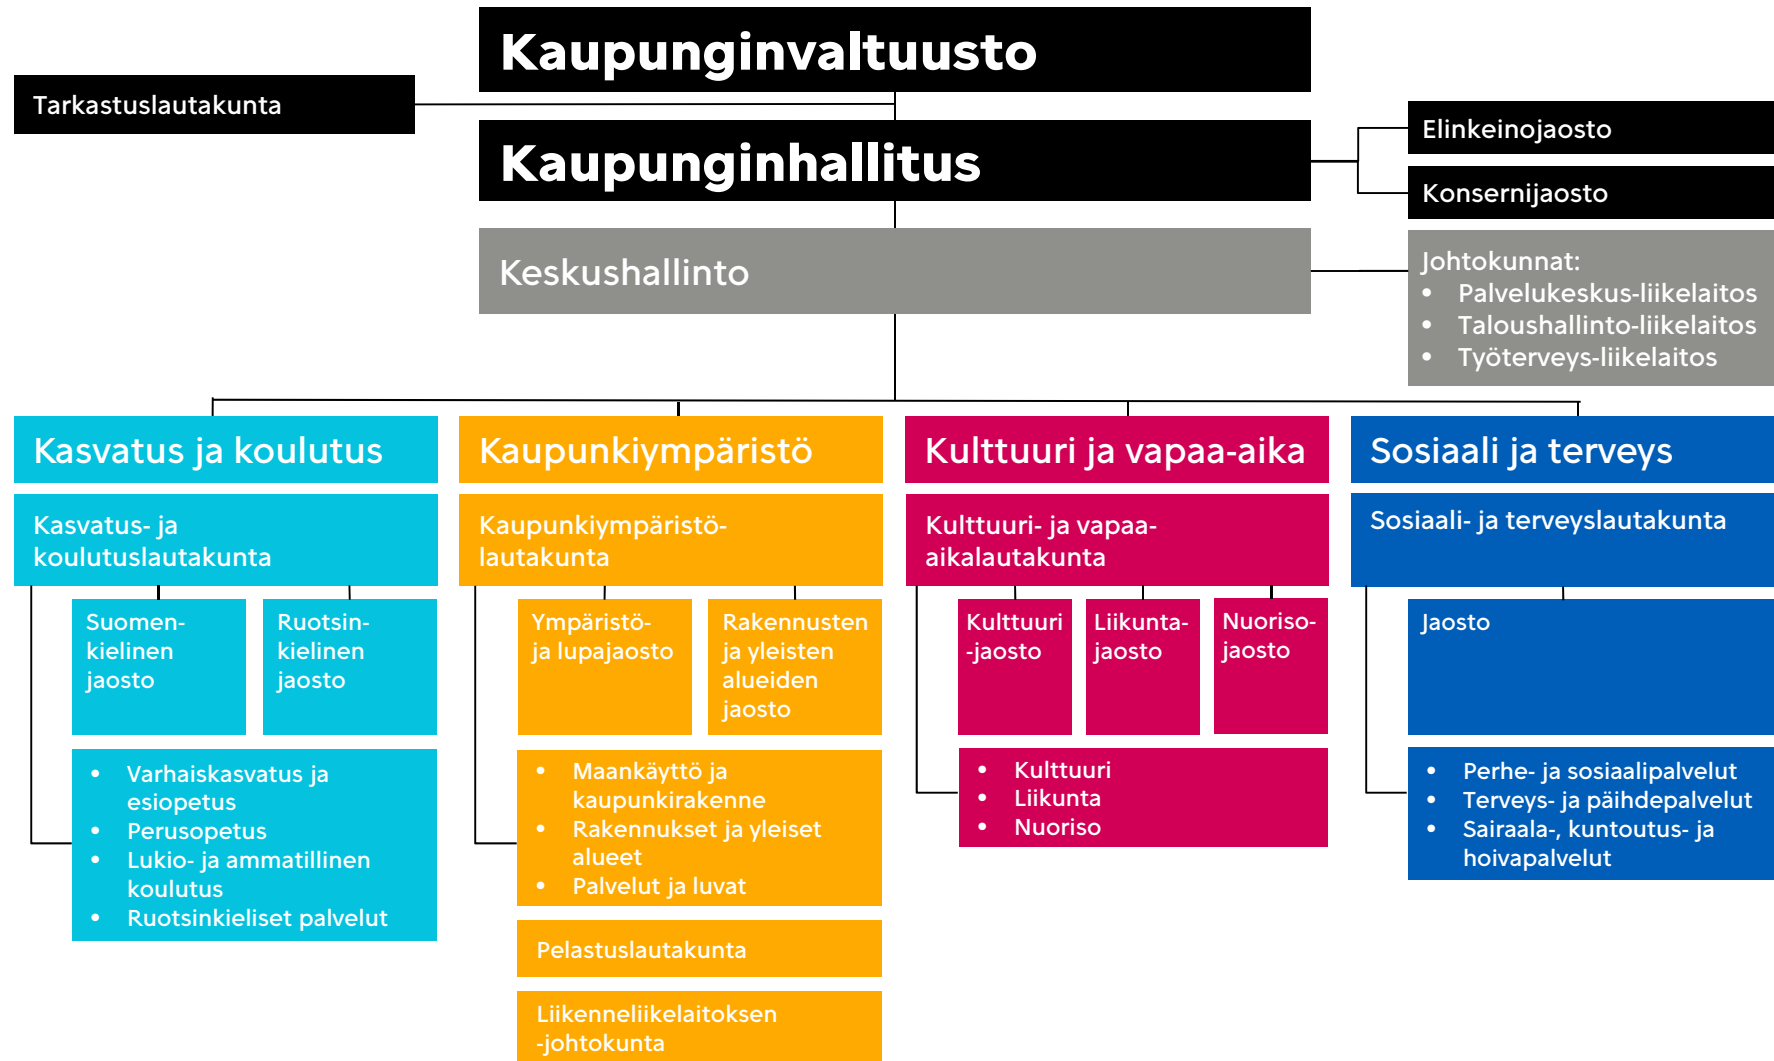 Kaupunginvaltuusto
Tarkastuslautakunta
Kaupunginhallitus
Elinkeinojaosto
Konsernijaosto
Keskushallinto
Johtokunnat:
• Palvelukeskus-liikelaitos
• Taloushallinto-liikelaitos
• Työterveys-liikelaitos
Kasvatus ja koulutus
Kasvatus- ja
koulutuslautakunta
Suomen-
kielinen
jaosto
Ruotsin-
kielinen
jaosto
• Varhaiskasvatus ja
esiopetus
• Perusopetus
• Lukio- ja ammatillinen
koulutus
• Ruotsinkieliset palvelut
Kaupunkiympäristö
Kaupunkiympäristö-
lautakunta
Ympäristö-
ja lupajaosto
Rakennusten
ja yleisten
alueiden
jaosto
• Maankäyttö ja
kaupunkirakenne
• Rakennukset ja yleiset
alueet
• Palvelut ja luvat
Pelastuslautakunta
Liikenneliikelaitoksen
-johtokunta
Kulttuuri ja vapaa-aika
Kulttuuri- ja vapaa-
aikalautakunta
Kulttuuri
-jaosto
Liikunta-
jaosto
Nuoriso-
jaosto
• Kulttuuri
• Liikunta
• Nuoriso
Sosiaali ja terveys
Sosiaali- ja terveyslautakunta
Jaosto
• Perhe- ja sosiaalipalvelut
• Terveys- ja päihdepalvelut
• Sairaala-, kuntoutus- ja
hoivapalvelut